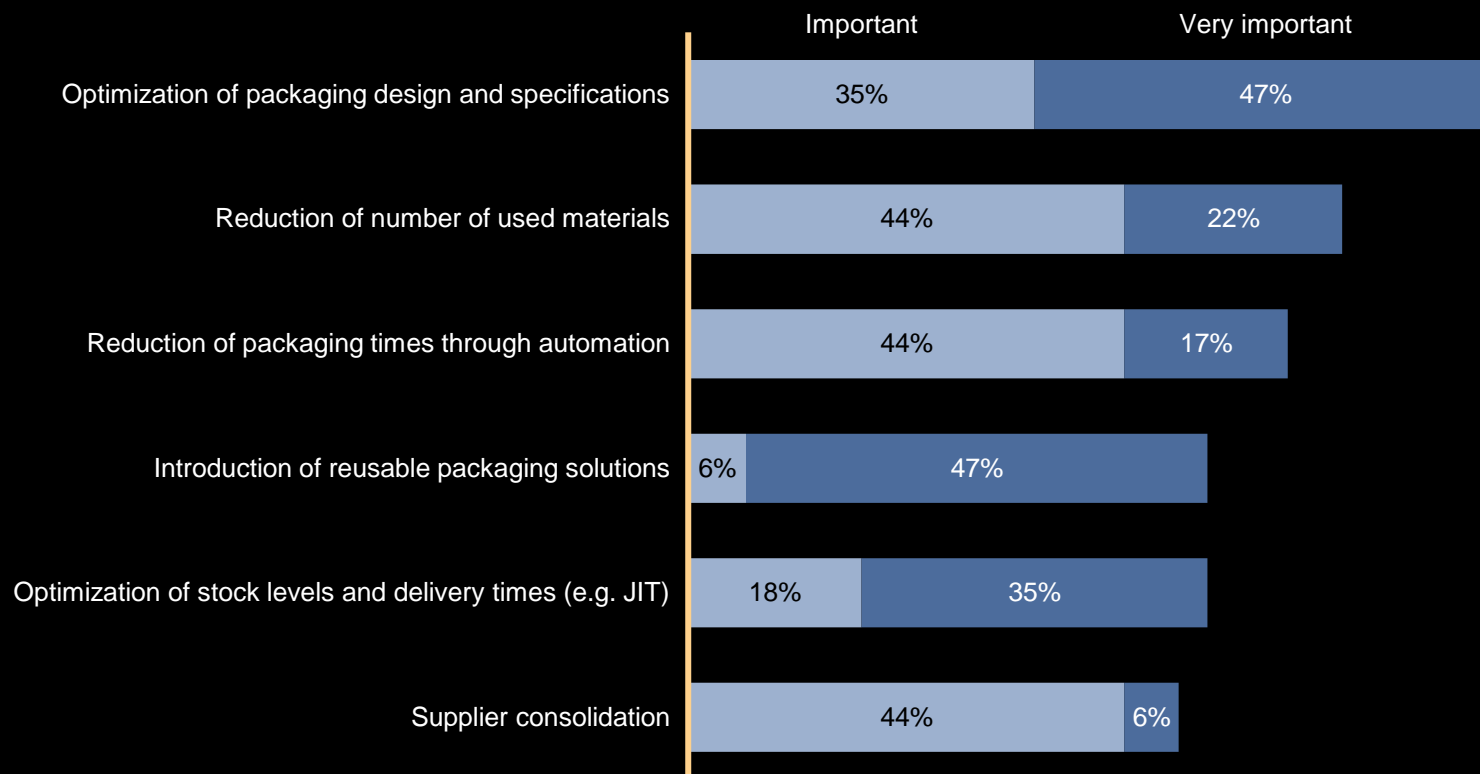 Important Very important
Optimization of packaging design and specifications 35% 47%
Reduction of number of used materials 44% 22%
Reduction of packaging times through automation 44% 17%
Introduction of reusable packaging solutions 6% 47%
Optimization of stock levels and delivery times (e.g. JIT) 18% 35%
Supplier consolidation 44% 6%